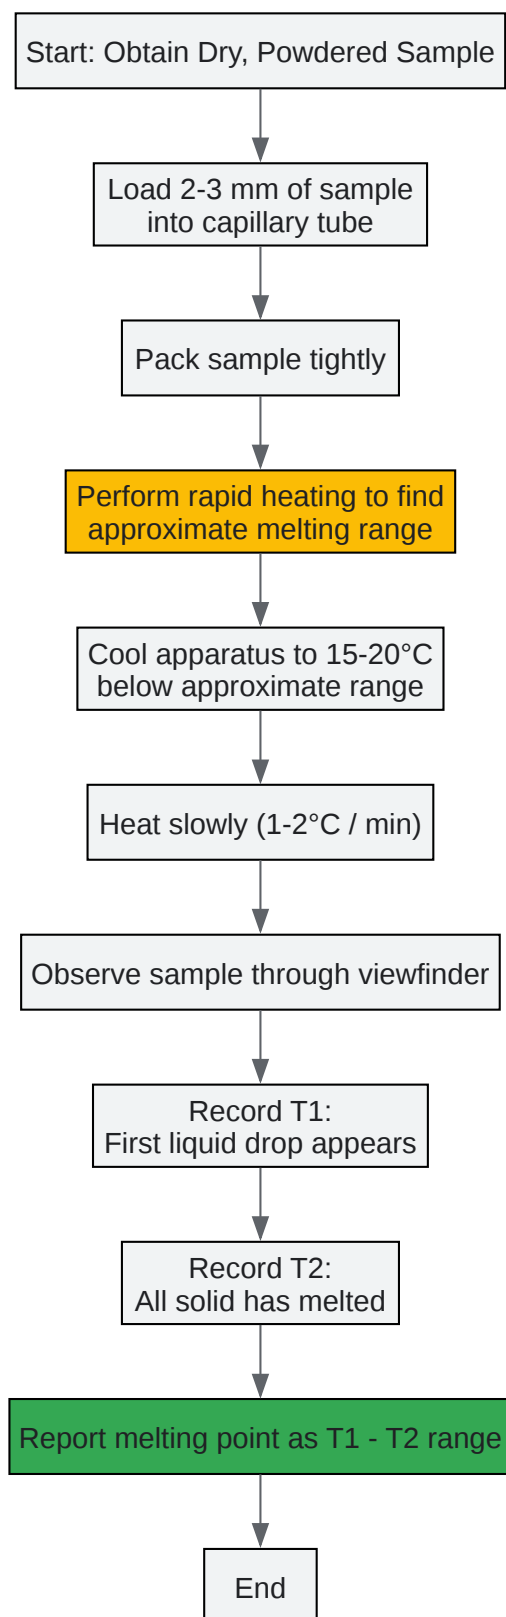 Start: Obtain Dry, Powdered Sample
Load 2-3 mm of sample
into capillary tube
Pack sample tightly
Perform rapid heating to find
approximate melting range
Cool apparatus to 15-20°C
below approximate range
Heat slowly (1-2°C / min)
Observe sample through viewfinder
Record T1:
First liquid drop appears
Record T2:
All solid has melted
Report melting point as T1 - T2 range
End